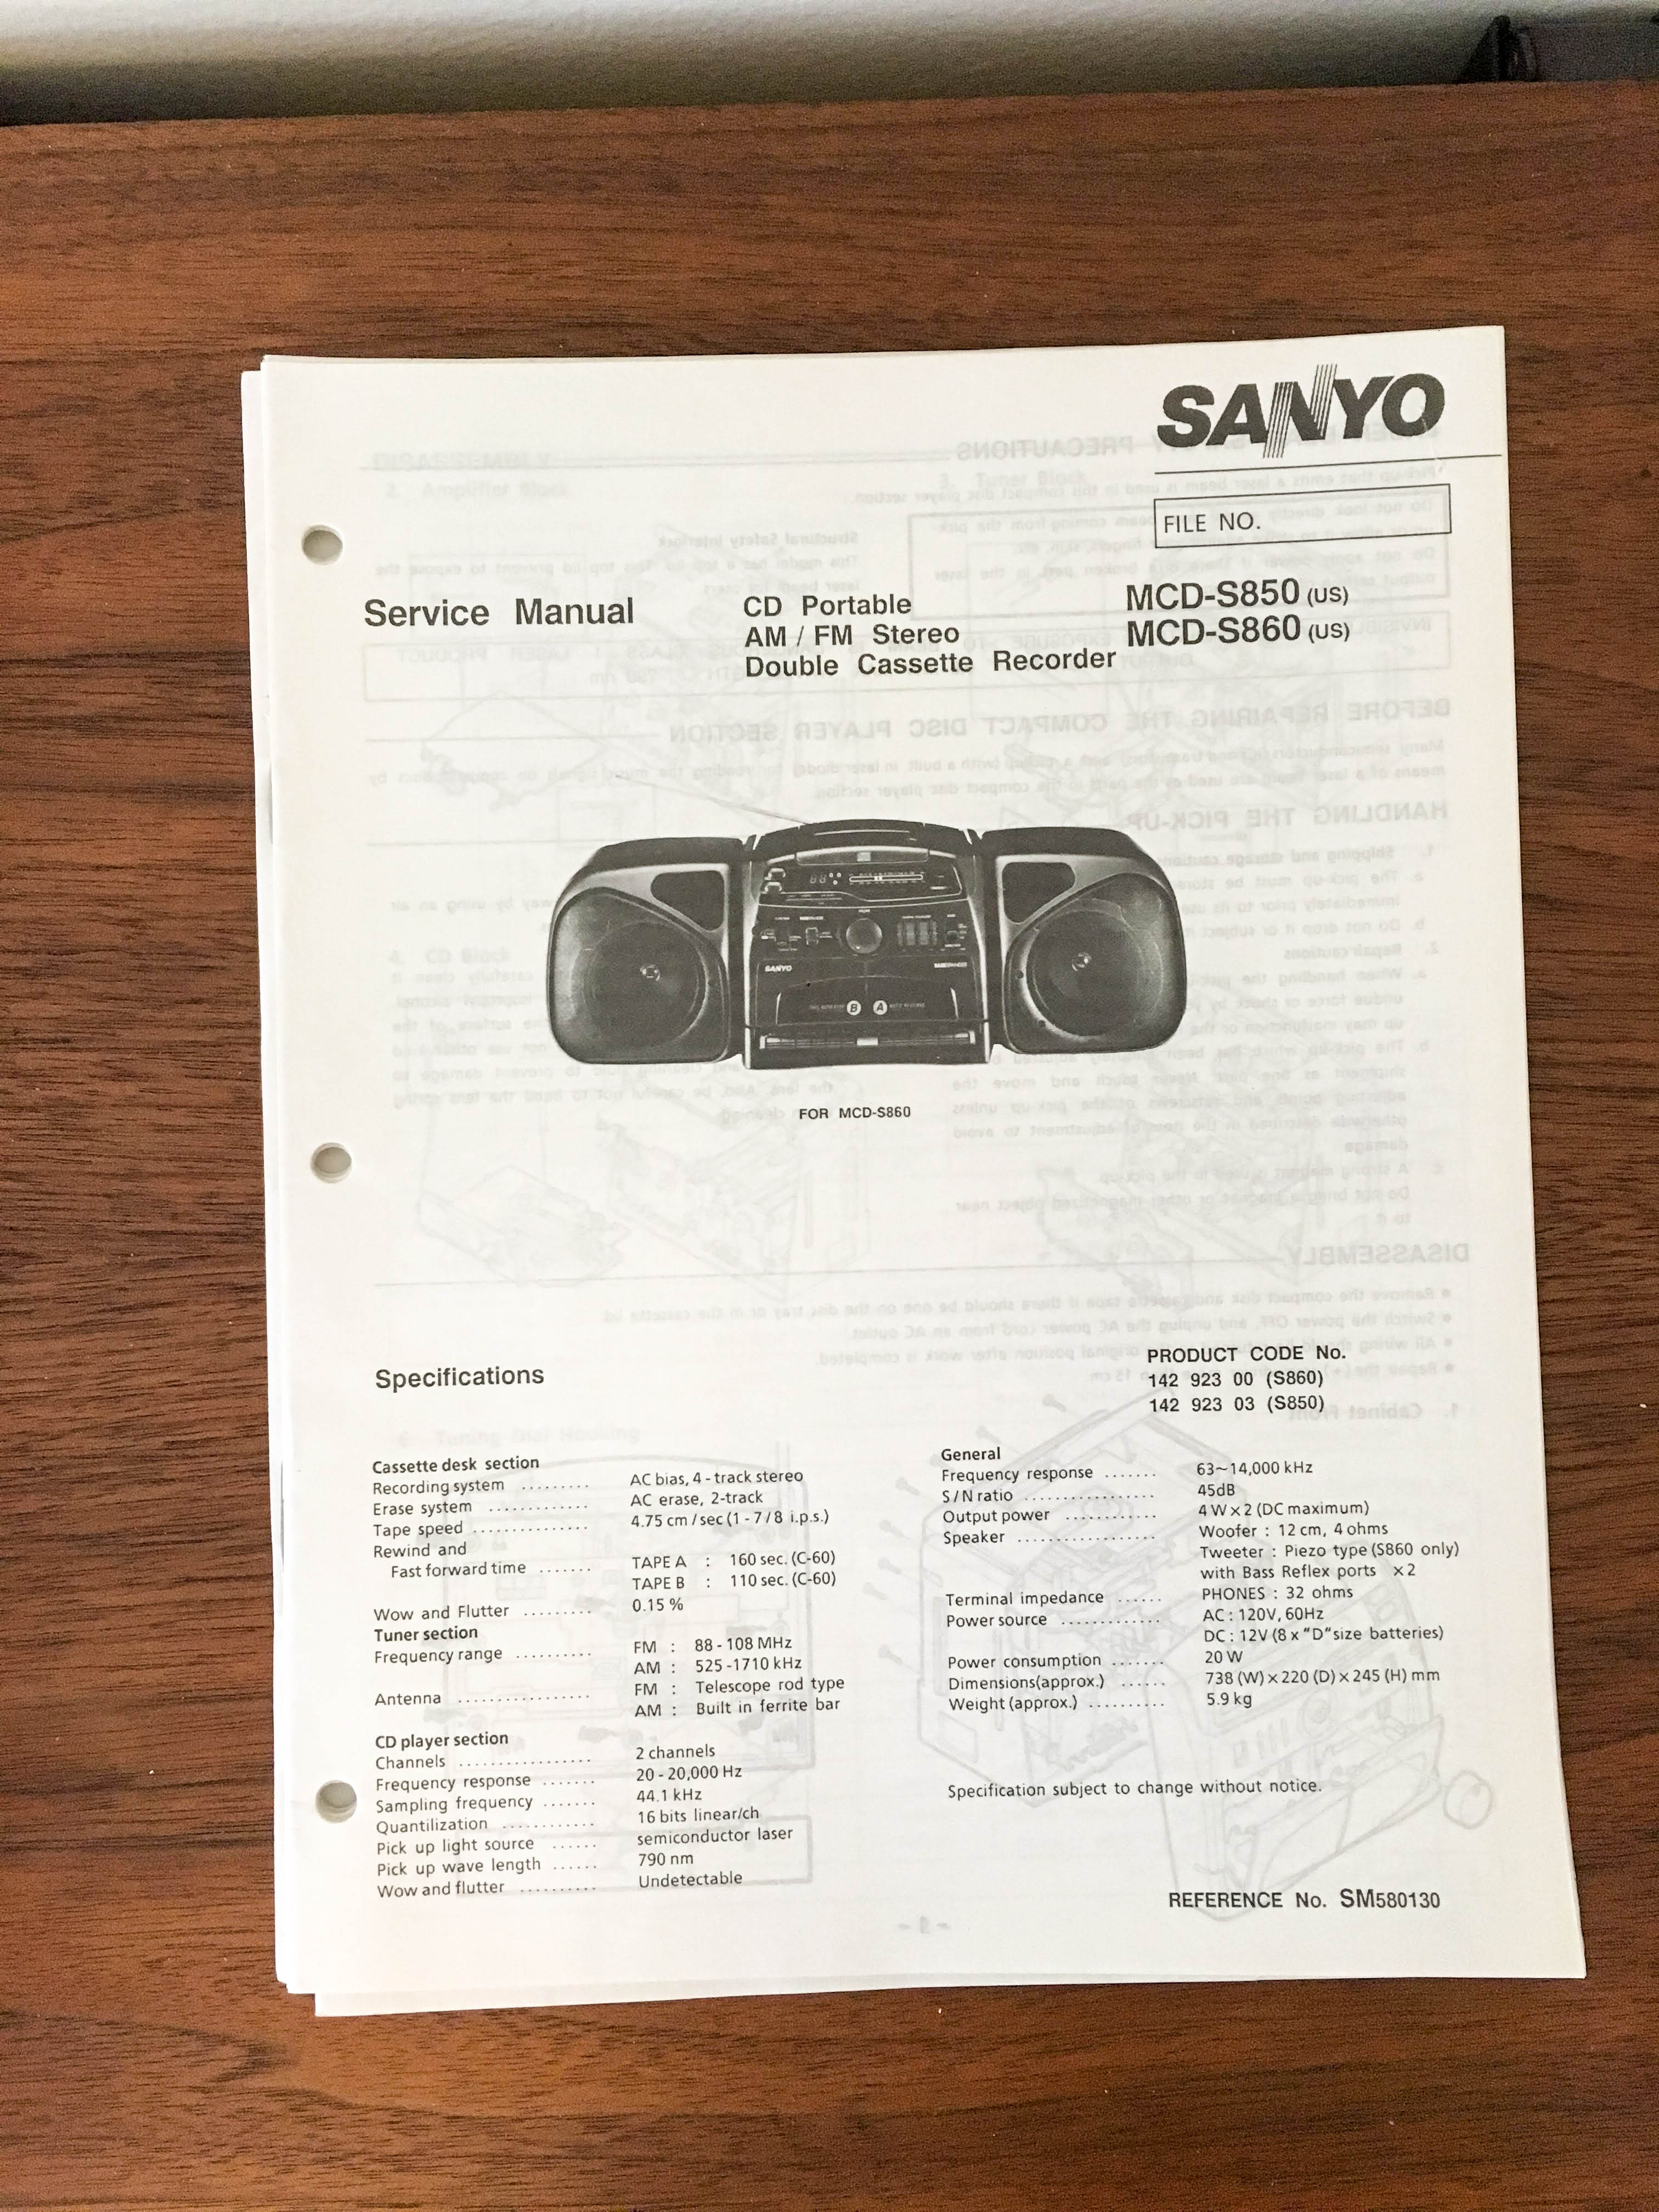 SANYO
FILE NO.
Service Manual
CD Portable
AM / FM Stereo
Double Cassette Recorder
MCD-S850 (US)
MCD-S860 (US)
SANYO
B A
FOR MCD-S860
Specifications
PRODUCT CODE No.
142 923 00 (S860)
142 923 03 (S850)
Cassette desk section
Recording system ......... AC bias, 4 - track stereo
Erase system ............. AC erase, 2-track
Tape speed ............... 4.75 cm / sec (1 - 7 / 8 i.p.s.)
Rewind and
Fast forward time ....... TAPE A : 160 sec. (C-60)
TAPE B : 110 sec. (C-60)
Wow and Flutter ......... 0.15 %
Tuner section
Frequency range .......... FM : 88 - 108 MHz
AM : 525 -1710 kHz
Antenna ................. FM : Telescope rod type
AM : Built in ferrite bar
CD player section
Channels ................. 2 channels
Frequency response ....... 20 - 20,000 Hz
Sampling frequency ....... 44.1 kHz
Quantilization ............ 16 bits linear/ch
Pick up light source ...... semiconductor laser
Pick up wave length ...... 790 nm
Wow and flutter .......... Undetectable
General
Frequency response ....... 63~14,000 kHz
S / N ratio ................. 45dB
Output power ............ 4 W x 2 (DC maximum)
Speaker .................. Woofer : 12 cm, 4 ohms
Tweeter : Piezo type (S860 only)
with Bass Reflex ports x 2
Terminal impedance ...... PHONES : 32 ohms
Power source ............. AC : 120V, 60Hz
DC : 12V (8 x "D" size batteries)
Power consumption ....... 20 W
Dimensions(approx.) ...... 738 (W) x 220 (D) x 245 (H) mm
Weight (approx.) .......... 5.9 kg
Specification subject to change without notice.
REFERENCE No. SM580130